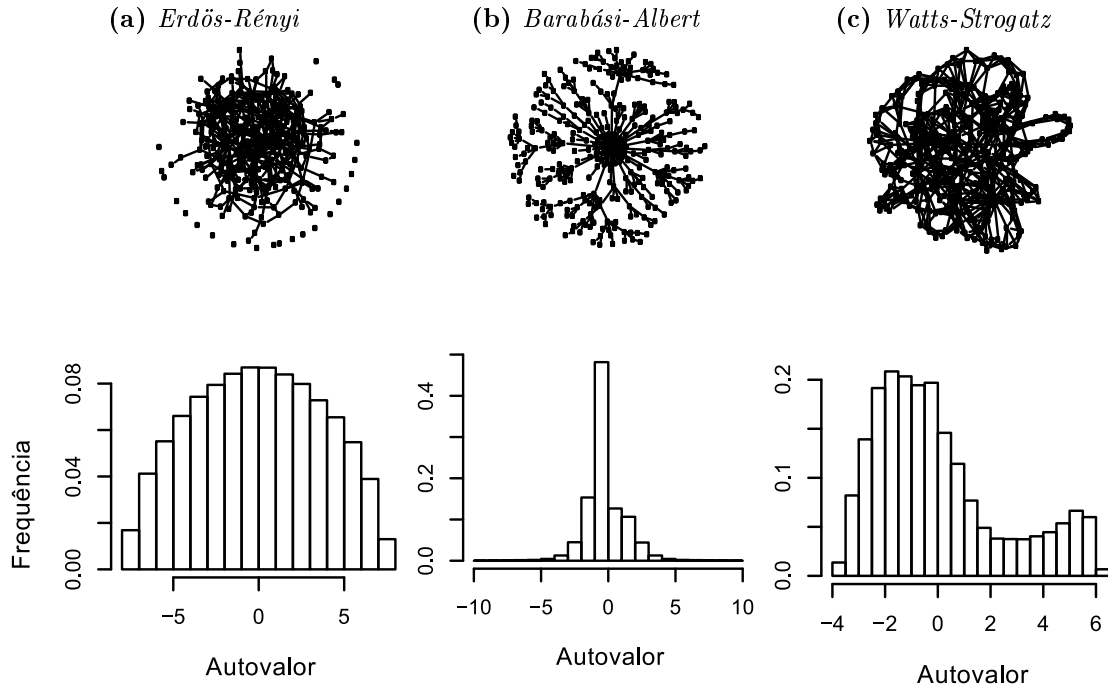 (a) Erdös-Rényi
(b) Barabási-Albert
(c) Watts-Strogatz
Frequência
0.00 0.04 0.08
−5 0 5
Autovalor
0.0 0.2 0.4
−10 −5 0 5 10
Autovalor
0.0 0.1 0.2
−4 −2 0 2 4 6
Autovalor